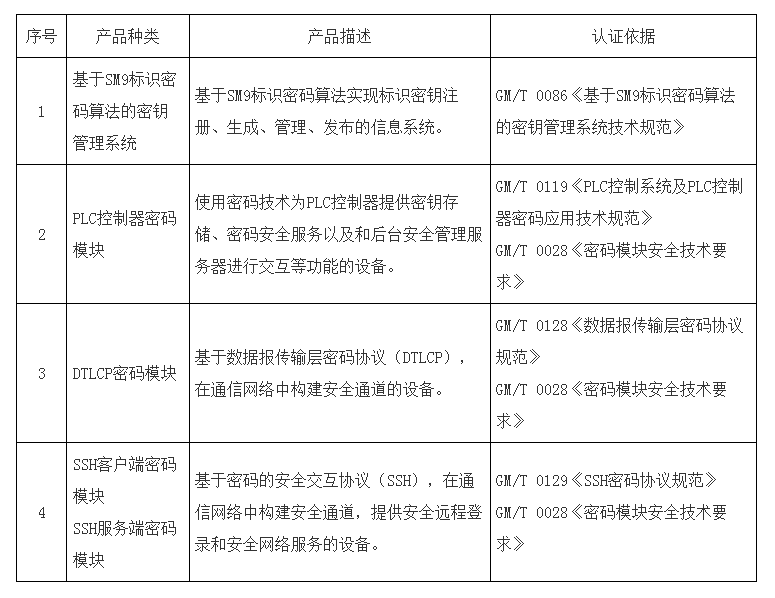 序号 产品种类 产品描述 认证依据
1
基于SM9标识密
码算法的密钥
管理系统
基于SM9标识密码算法实现标识密钥注
册、生成、管理、发布的信息系统。
GM/T 0086《基于SM9标识密码算法
的密钥管理系统技术规范》
2
PLC控制器密码
模块
使用密码技术为PLC控制器提供密钥存
储、密码安全服务以及和后台安全管理服
务器进行交互等功能的设备。
GM/T 0119《PLC控制系统及PLC控制
器密码应用技术规范》
GM/T 0028《密码模块安全技术要
求》
3
DTLCP密码模块
基于数据报传输层密码协议（DTLCP），
在通信网络中构建安全通道的设备。
GM/T 0128《数据报传输层密码协议
规范》
GM/T 0028《密码模块安全技术要
求》
4
SSH客户端密码
模块
SSH服务端密码
模块
基于密码的安全交互协议（SSH），在通
信网络中构建安全通道，提供安全远程登
录和安全网络服务的设备。
GM/T 0129《SSH密码协议规范》
GM/T 0028《密码模块安全技术要
求》